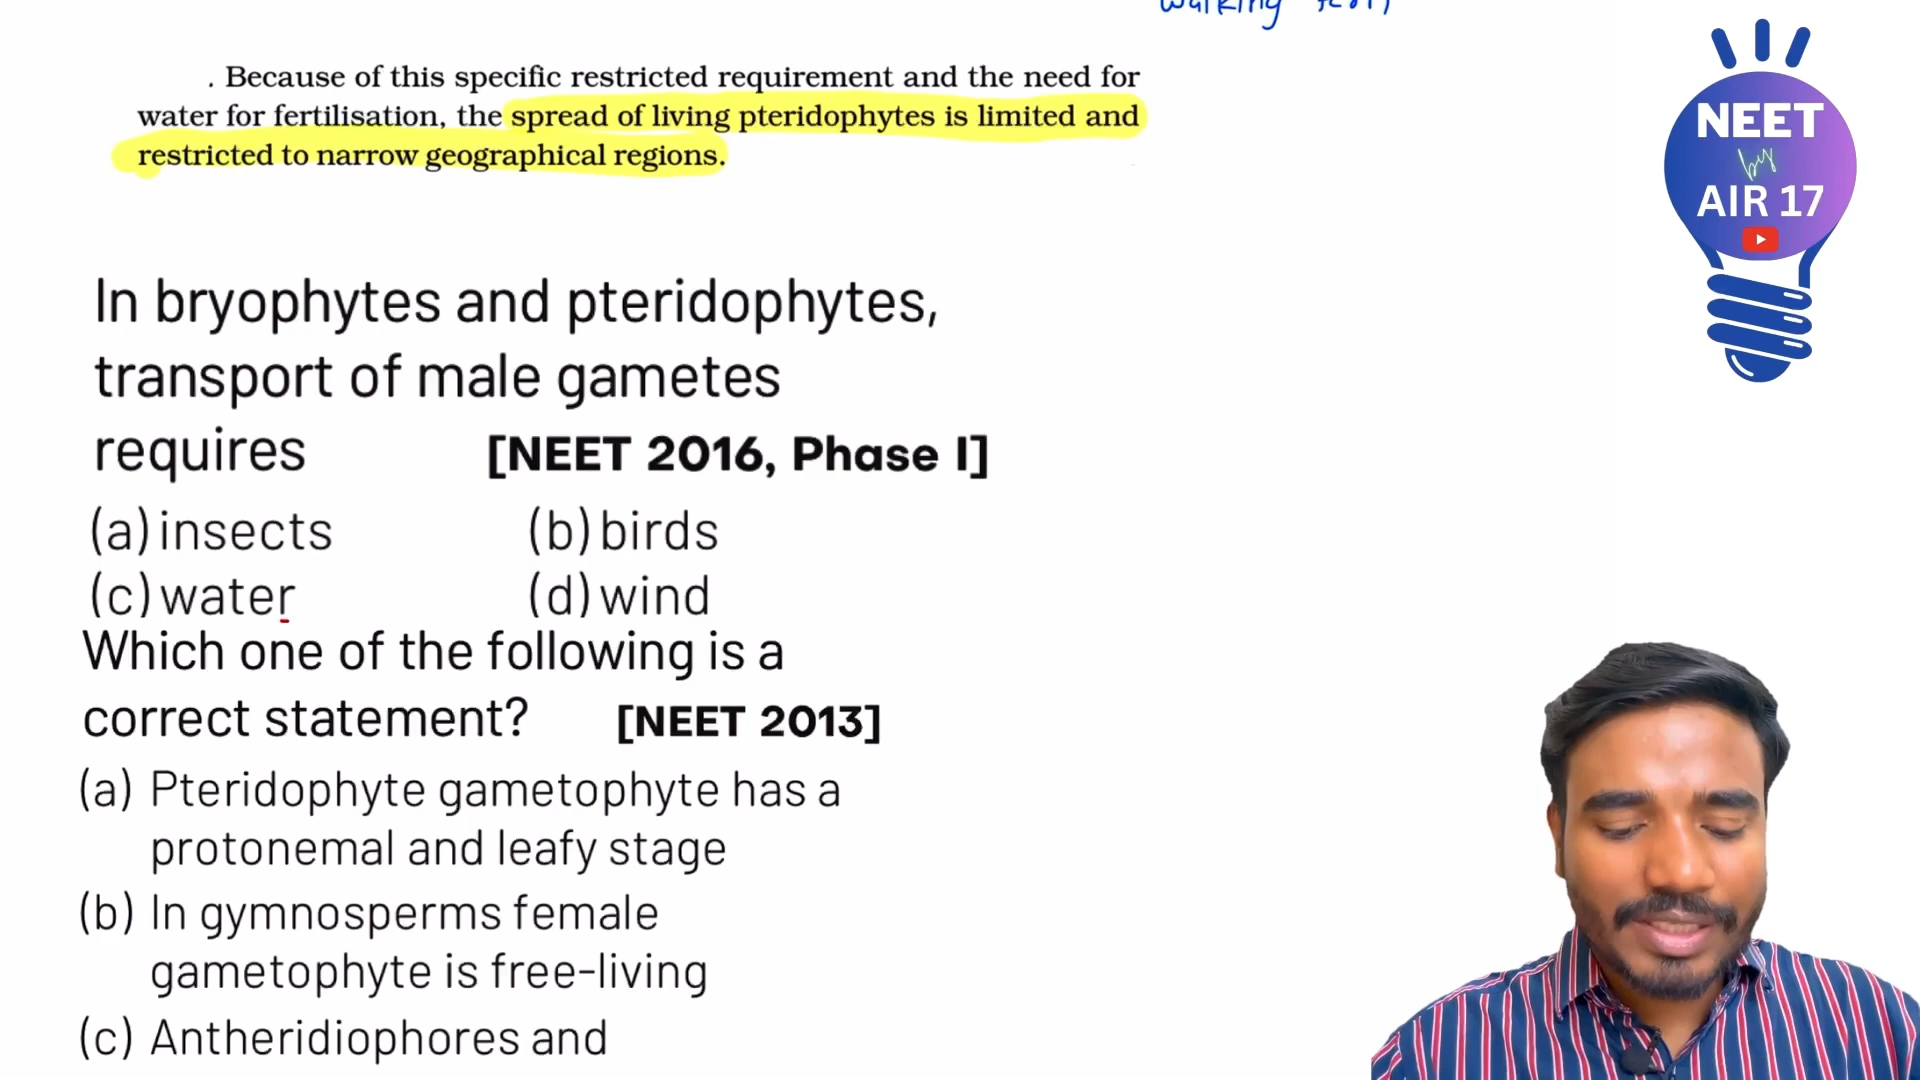 walking fern
. Because of this specific restricted requirement and the need for
water for fertilisation, the spread of living pteridophytes is limited and
restricted to narrow geographical regions.
In bryophytes and pteridophytes,
transport of male gametes
requires [NEET 2016, Phase I]
(a) insects (b) birds
(c) water (d) wind
Which one of the following is a
correct statement? [NEET 2013]
(a) Pteridophyte gametophyte has a
protonemal and leafy stage
(b) In gymnosperms female
gametophyte is free-living
(c) Antheridiophores and
NEET
by
AIR 17